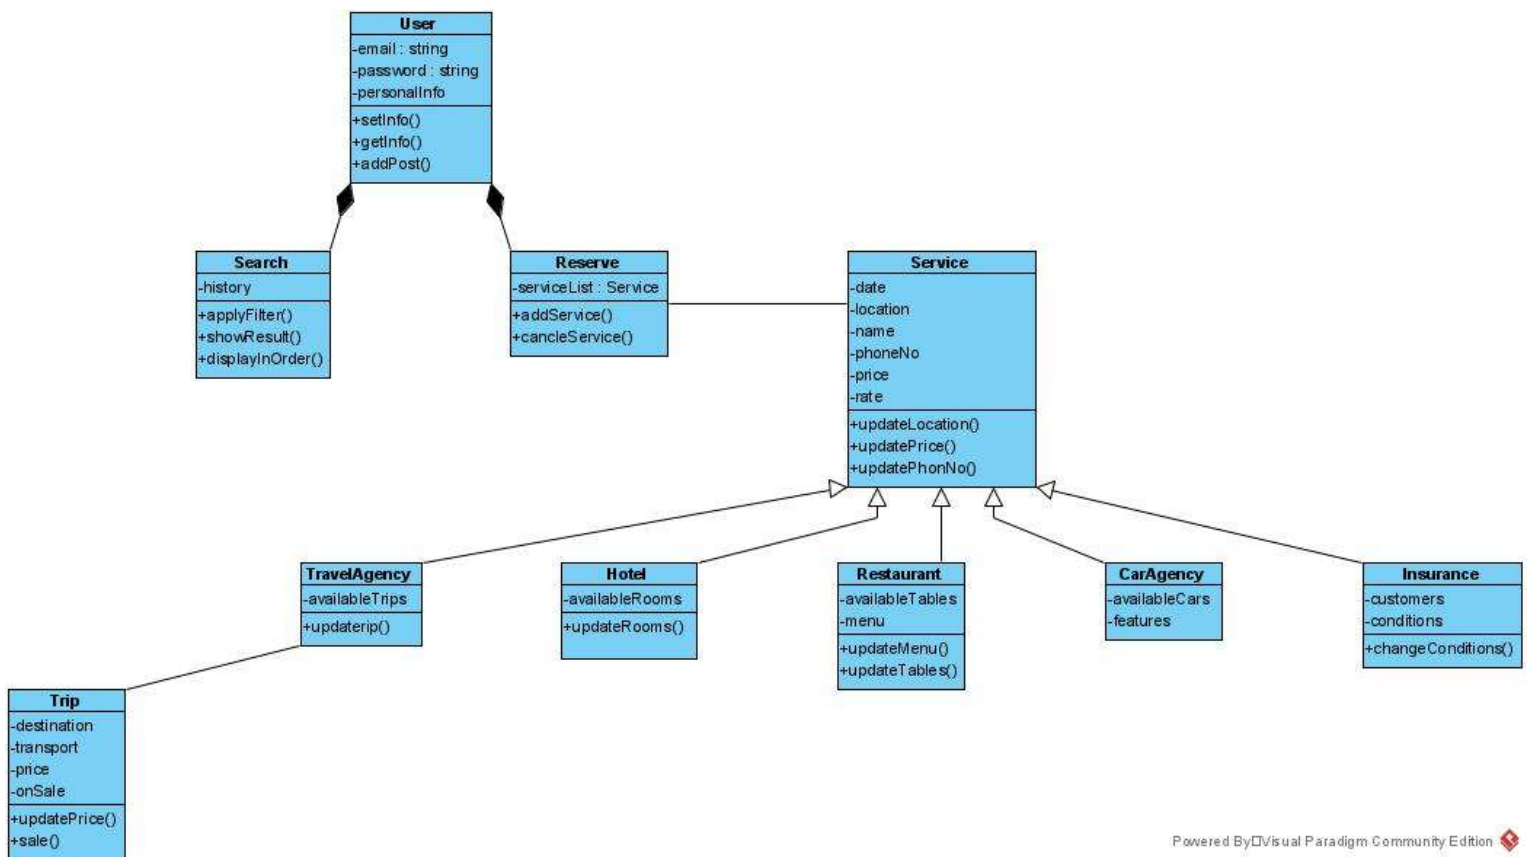 User
-email : string
-password : string
-personalInfo
+setInfo()
+getInfo()
+addPost()
Search
-history
+applyFilter()
+showResult()
+displayInOrder()
Reserve
-serviceList : Service
+addService()
+cancleService()
Service
-date
-location
-name
-phoneNo
-price
-rate
+updateLocation()
+updatePrice()
+updatePhonNo()
TravelAgency
-availableTrips
+updaterip()
Hotel
-availableRooms
+updateRooms()
Restaurant
-availableTables
-menu
+updateMenu()
+updateTables()
CarAgency
-availableCars
-features
Insurance
-customers
-conditions
+changeConditions()
Trip
-destination
-transport
-price
-onSale
+updatePrice()
+sale()
Powered By□Visual Paradigm Community Edition